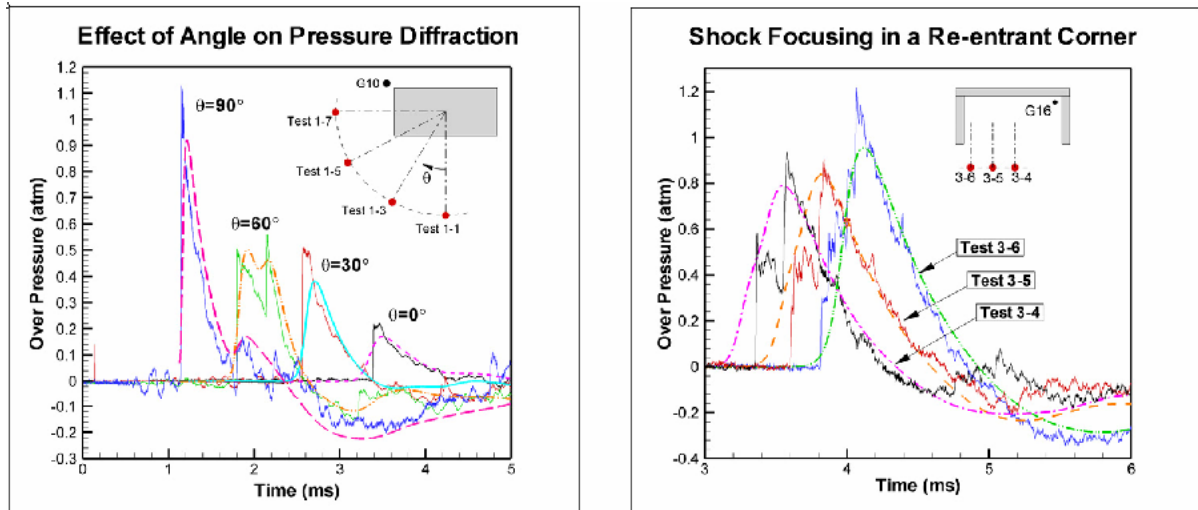 Effect of Angle on Pressure Diffraction
1.2
1.1
1
0.9
0.8
0.7
0.6
0.5
0.4
0.3
0.2
0.1
0
-0.1
-0.2
-0.3
Over Pressure (atm)
0
1
2
3
4
5
Time (ms)
θ=90°
θ=60°
θ=30°
θ=0°
G10
Test 1-7
Test 1-5
Test 1-3
Test 1-1
θ
Shock Focusing in a Re-entrant Corner
1.2
1
0.8
0.6
0.4
0.2
0
-0.2
-0.4
Over Pressure (atm)
3
4
5
6
Time (ms)
G16
3-6
3-5
3-4
Test 3-6
Test 3-5
Test 3-4